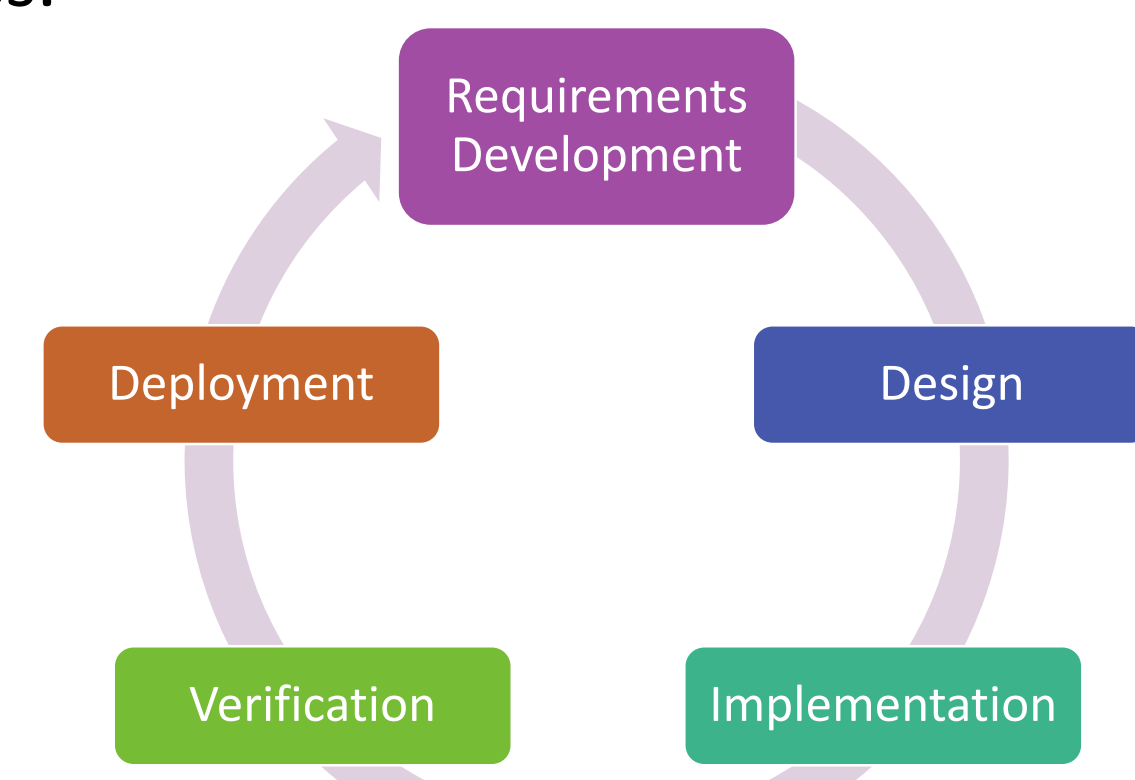 Requirements
Development
Deployment
Design
Verification
Implementation